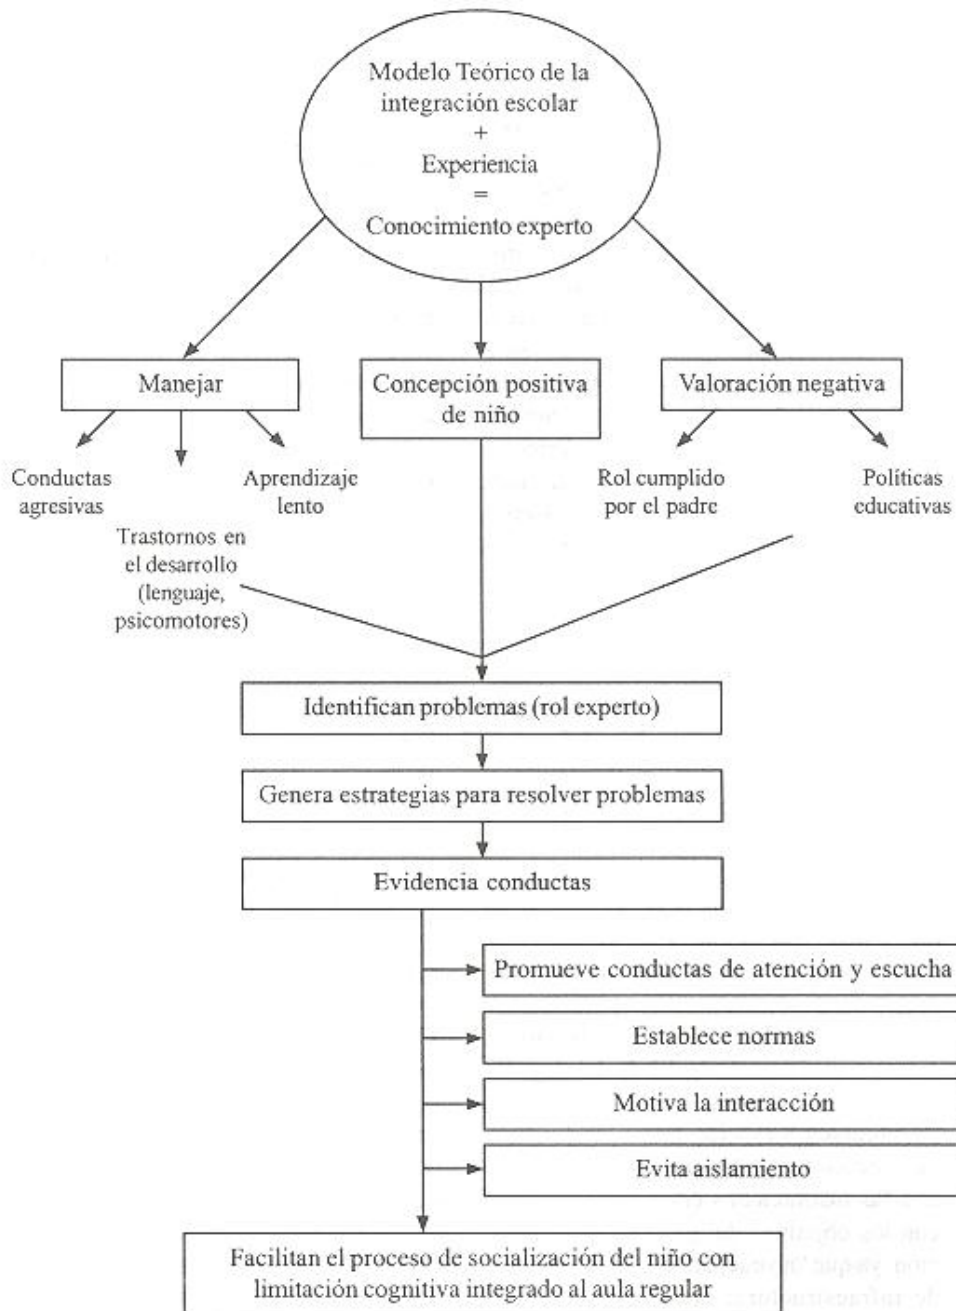 Modelo Teórico de la
integración escolar
+
Experiencia
=
Conocimiento experto
Manejar
Concepción positiva
de niño
Valoración negativa
Conductas
agresivas
Trastornos en
el desarrollo
(lenguaje,
psicomotores)
Aprendizaje
lento
Rol cumplido
por el padre
Políticas
educativas
Identifican problemas (rol experto)
Genera estrategias para resolver problemas
Evidencia conductas
Promueve conductas de atención y escucha
Establece normas
Motiva la interacción
Evita aislamiento
Facilitan el proceso de socialización del niño con
limitación cognitiva integrado al aula regular